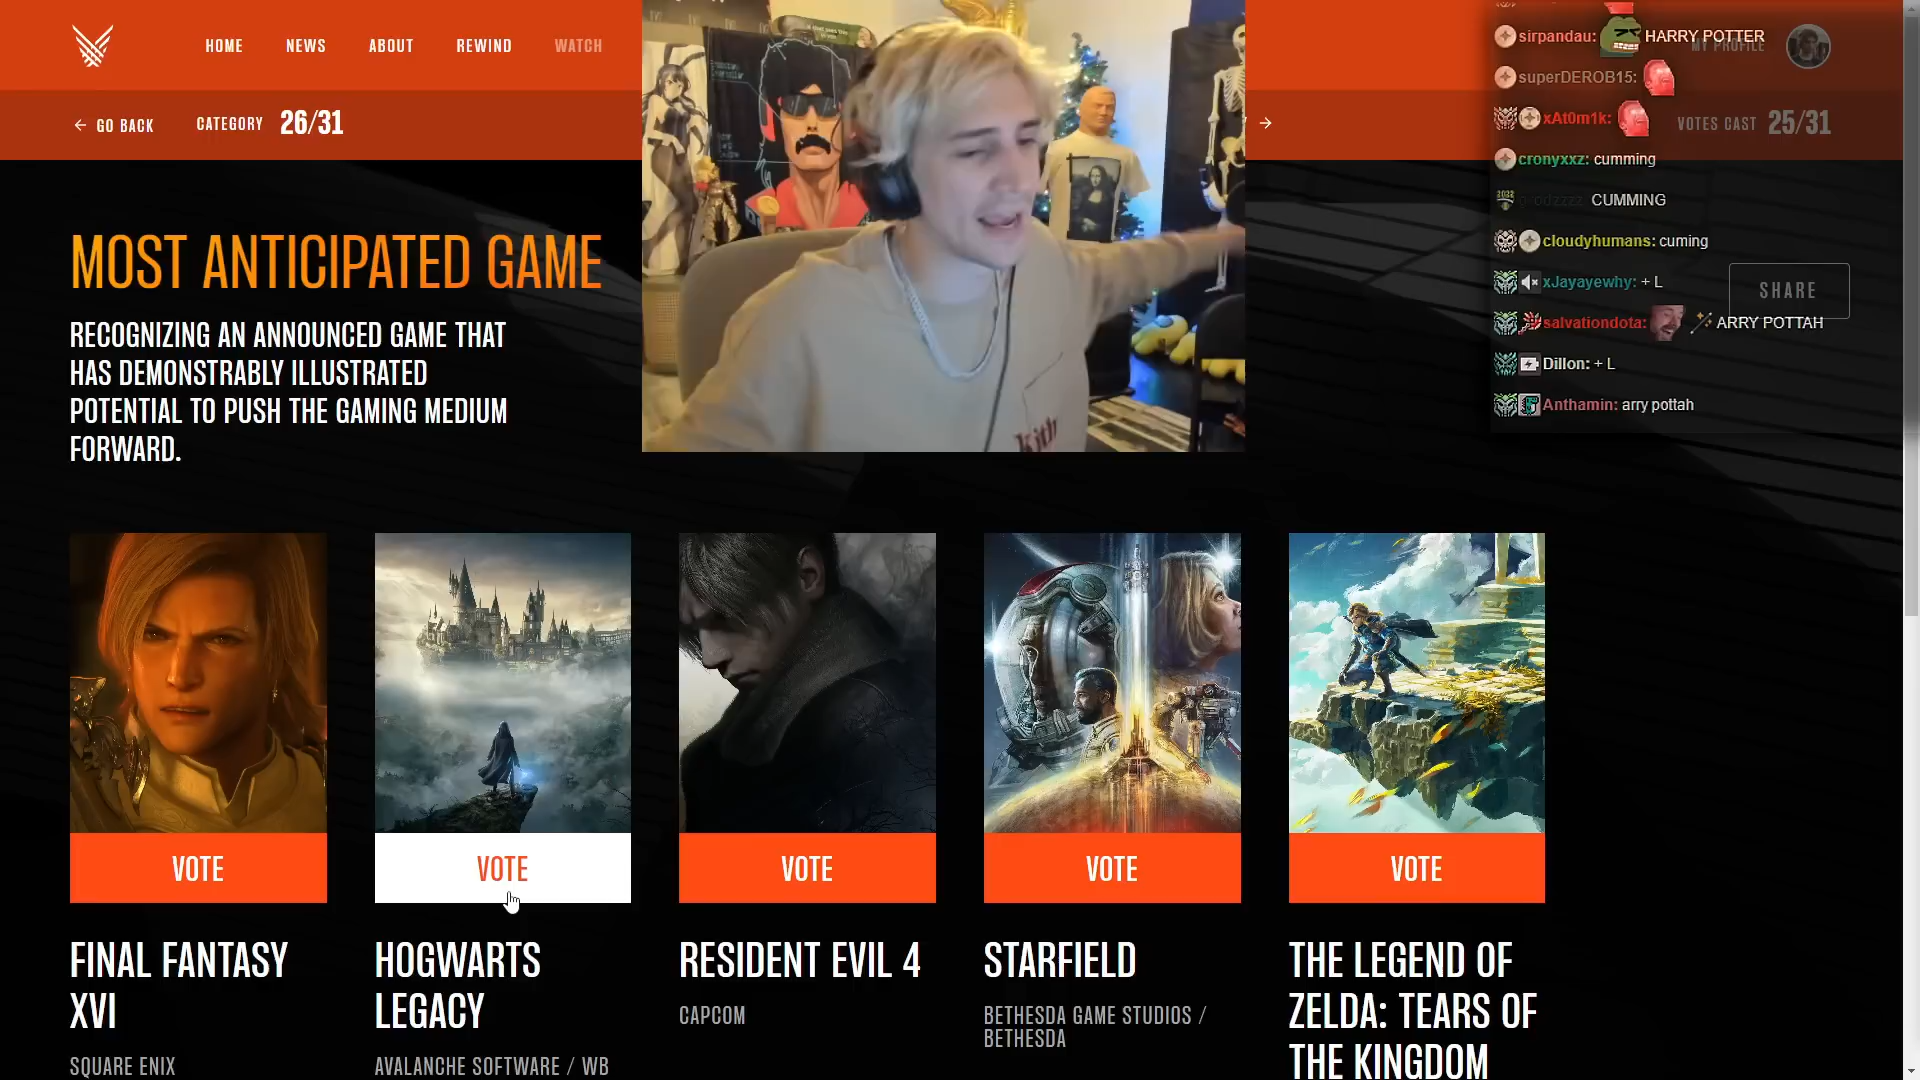 HOME NEWS ABOUT REWIND WATCH
MY PROFILE
← GO BACK CATEGORY 26/31
→
VOTES CAST 25/31
MOST ANTICIPATED GAME
RECOGNIZING AN ANNOUNCED GAME THAT
HAS DEMONSTRABLY ILLUSTRATED
POTENTIAL TO PUSH THE GAMING MEDIUM
FORWARD.
SHARE
sirpandau: HARRY POTTER
superDEROB15:
xAt0m1k:
cronyxxz: cumming
CUMMING
cloudyhumans: cuming
xJayayewhy: + L
salvationdota: ARRY POTTAH
Dillon: + L
Anthamin: arry pottah
Kith
VOTE
VOTE
VOTE
VOTE
VOTE
FINAL FANTASY
XVI
SQUARE ENIX
HOGWARTS
LEGACY
AVALANCHE SOFTWARE / WB
RESIDENT EVIL 4
CAPCOM
STARFIELD
BETHESDA GAME STUDIOS /
BETHESDA
THE LEGEND OF
ZELDA: TEARS OF
THE KINGDOM